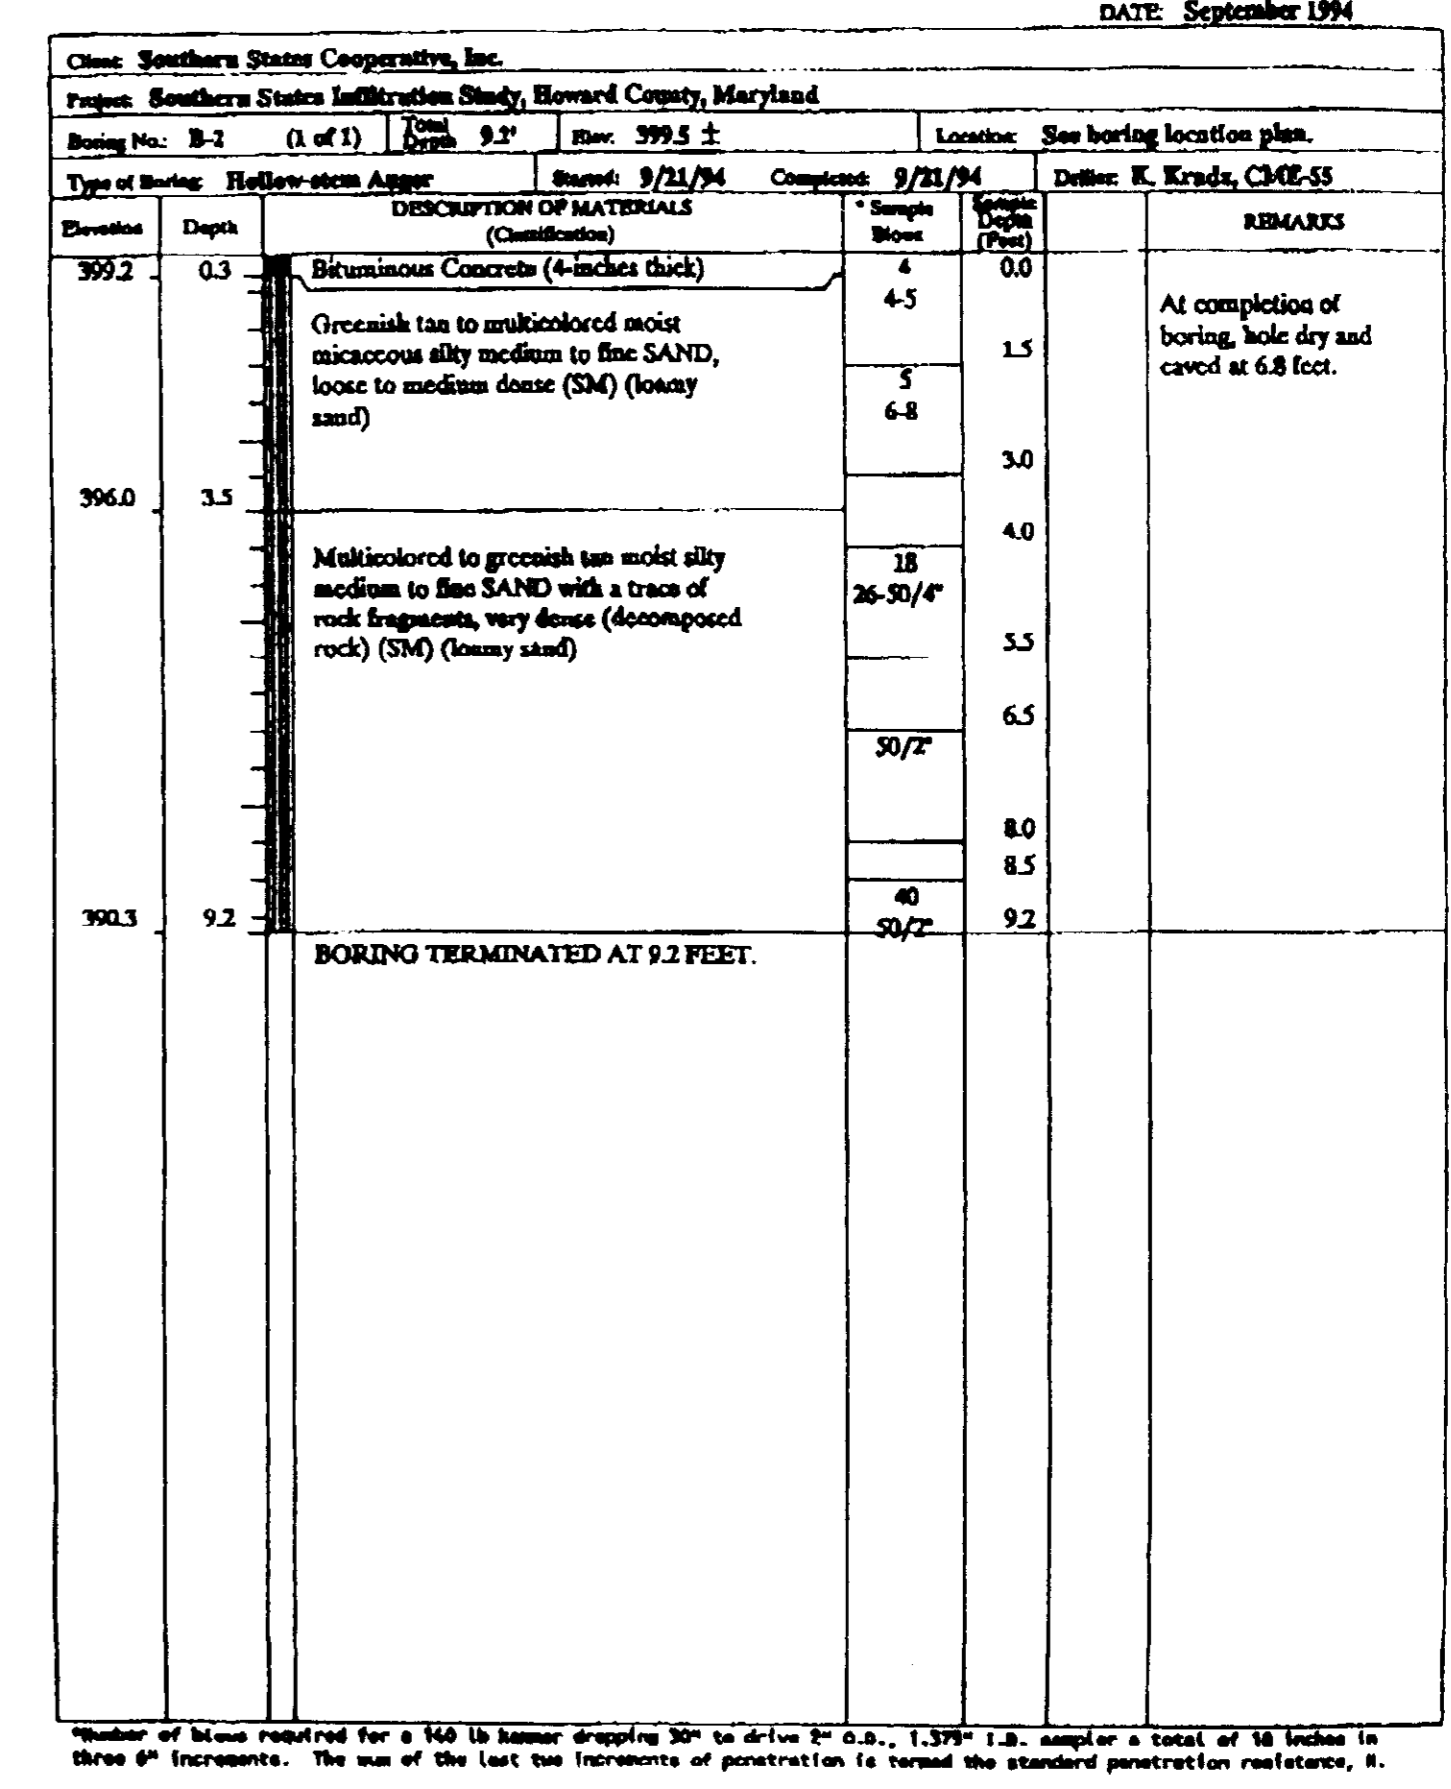 DATE: September 1994
Client: Southern States Cooperative, Inc.
Project: Southern States Infiltration Study, Howard County, Maryland
Boring No.: B-2 (1 of 1) Total Depth 9.2' Elev. 399.5 ± Location: See boring location plan.
Type of Boring: Hollow-stem Auger Started: 9/21/94 Completed: 9/21/94 Driller: K. Kradz, CME-55
Elevation Depth DESCRIPTION OF MATERIALS (Classification) * Sample Blows Sample Depth (Feet) REMARKS
399.2 0.3 Bituminous Concrete (4-inches thick) 4 0.0
4-5
At completion of
boring, hole dry and
caved at 6.8 feet.
Greenish tan to multicolored moist
micaceous silty medium to fine SAND,
loose to medium dense (SM) (loamy
sand)
1.5
5
6-8
3.0
396.0 3.5
4.0
Multicolored to greenish tan moist silty
medium to fine SAND with a trace of
rock fragments, very dense (decomposed
rock) (SM) (loamy sand)
18
26-50/4"
5.5
6.5
50/2"
8.0
8.5
40
390.3 9.2 50/2" 9.2
BORING TERMINATED AT 9.2 FEET.
*Number of blows required for a 140 lb hammer dropping 30" to drive 2" O.D., 1.375" I.D. sampler a total of 18 inches in
three 6" increments. The sum of the last two increments of penetration is termed the standard penetration resistance, N.